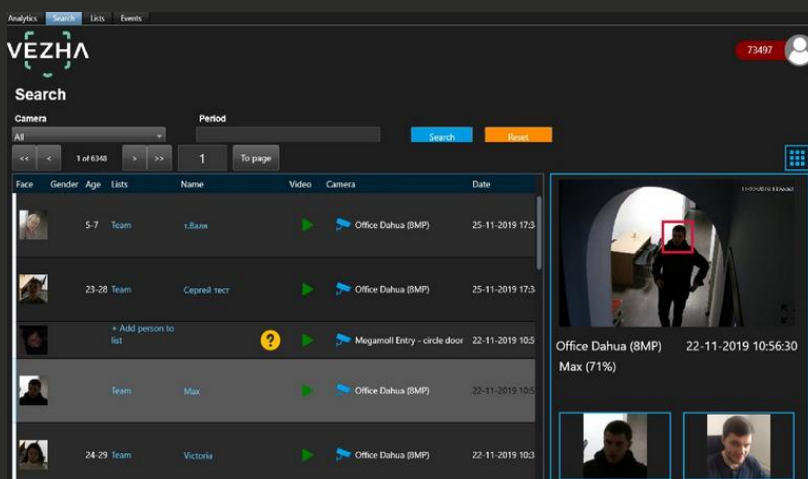 Analytics Search Lists Events
VEZHA
73497
Search
Camera Period
All Search Reset
<< < 1 of 6348 > >> 1 To page
Face Gender Age Lists Name Video Camera Date
5-7 Team т.Валя Office Dahua (8MP) 25-11-2019 17:3
23-28 Team Сергей тест Office Dahua (8MP) 25-11-2019 17:3
+ Add person to
list ? Megamoll Entry - circle door 22-11-2019 10:5
Team Max Office Dahua (8MP) 22-11-2019 10:5
24-29 Team Victoria Office Dahua (8MP) 22-11-2019 10:3
Office Dahua (8MP) 22-11-2019 10:56:30
Max (71%)